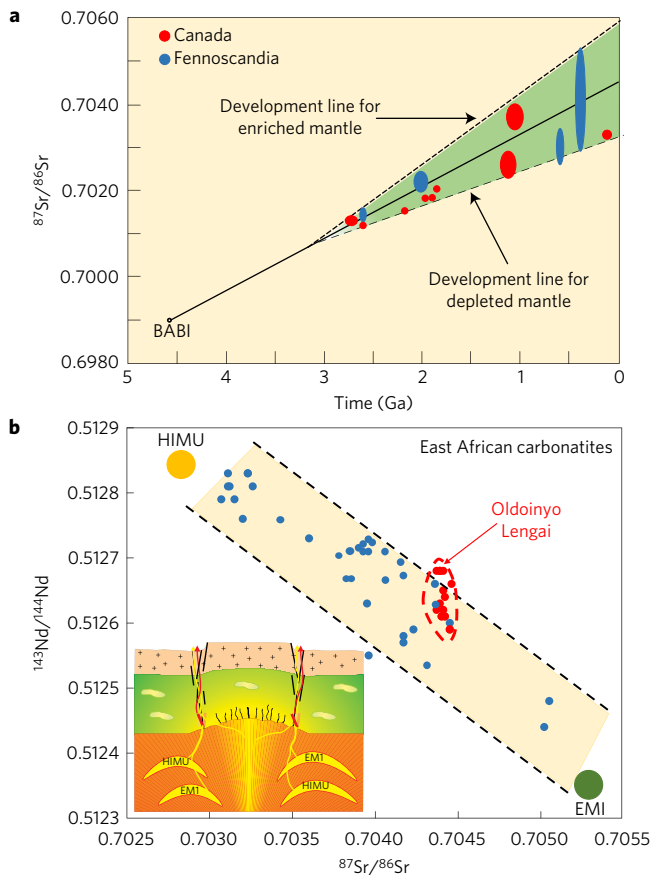 a
0.7060
Canada
Fennoscandia
Development line for
enriched mantle
0.7040
⁸⁷Sr/⁸⁶Sr
0.7020
Development line for
depleted mantle
0.7000
BABI
0.6980
5
4
3
2
1
0
Time (Ga)
b
0.5129
HIMU
East African carbonatites
0.5128
Oldoinyo
Lengai
0.5127
¹⁴³Nd/¹⁴⁴Nd
0.5126
0.5125
HIMU
EM1
EM1
HIMU
0.5124
EMI
0.5123
0.7025
0.7030
0.7035
0.7040
0.7045
0.7050
0.7055
⁸⁷Sr/⁸⁶Sr